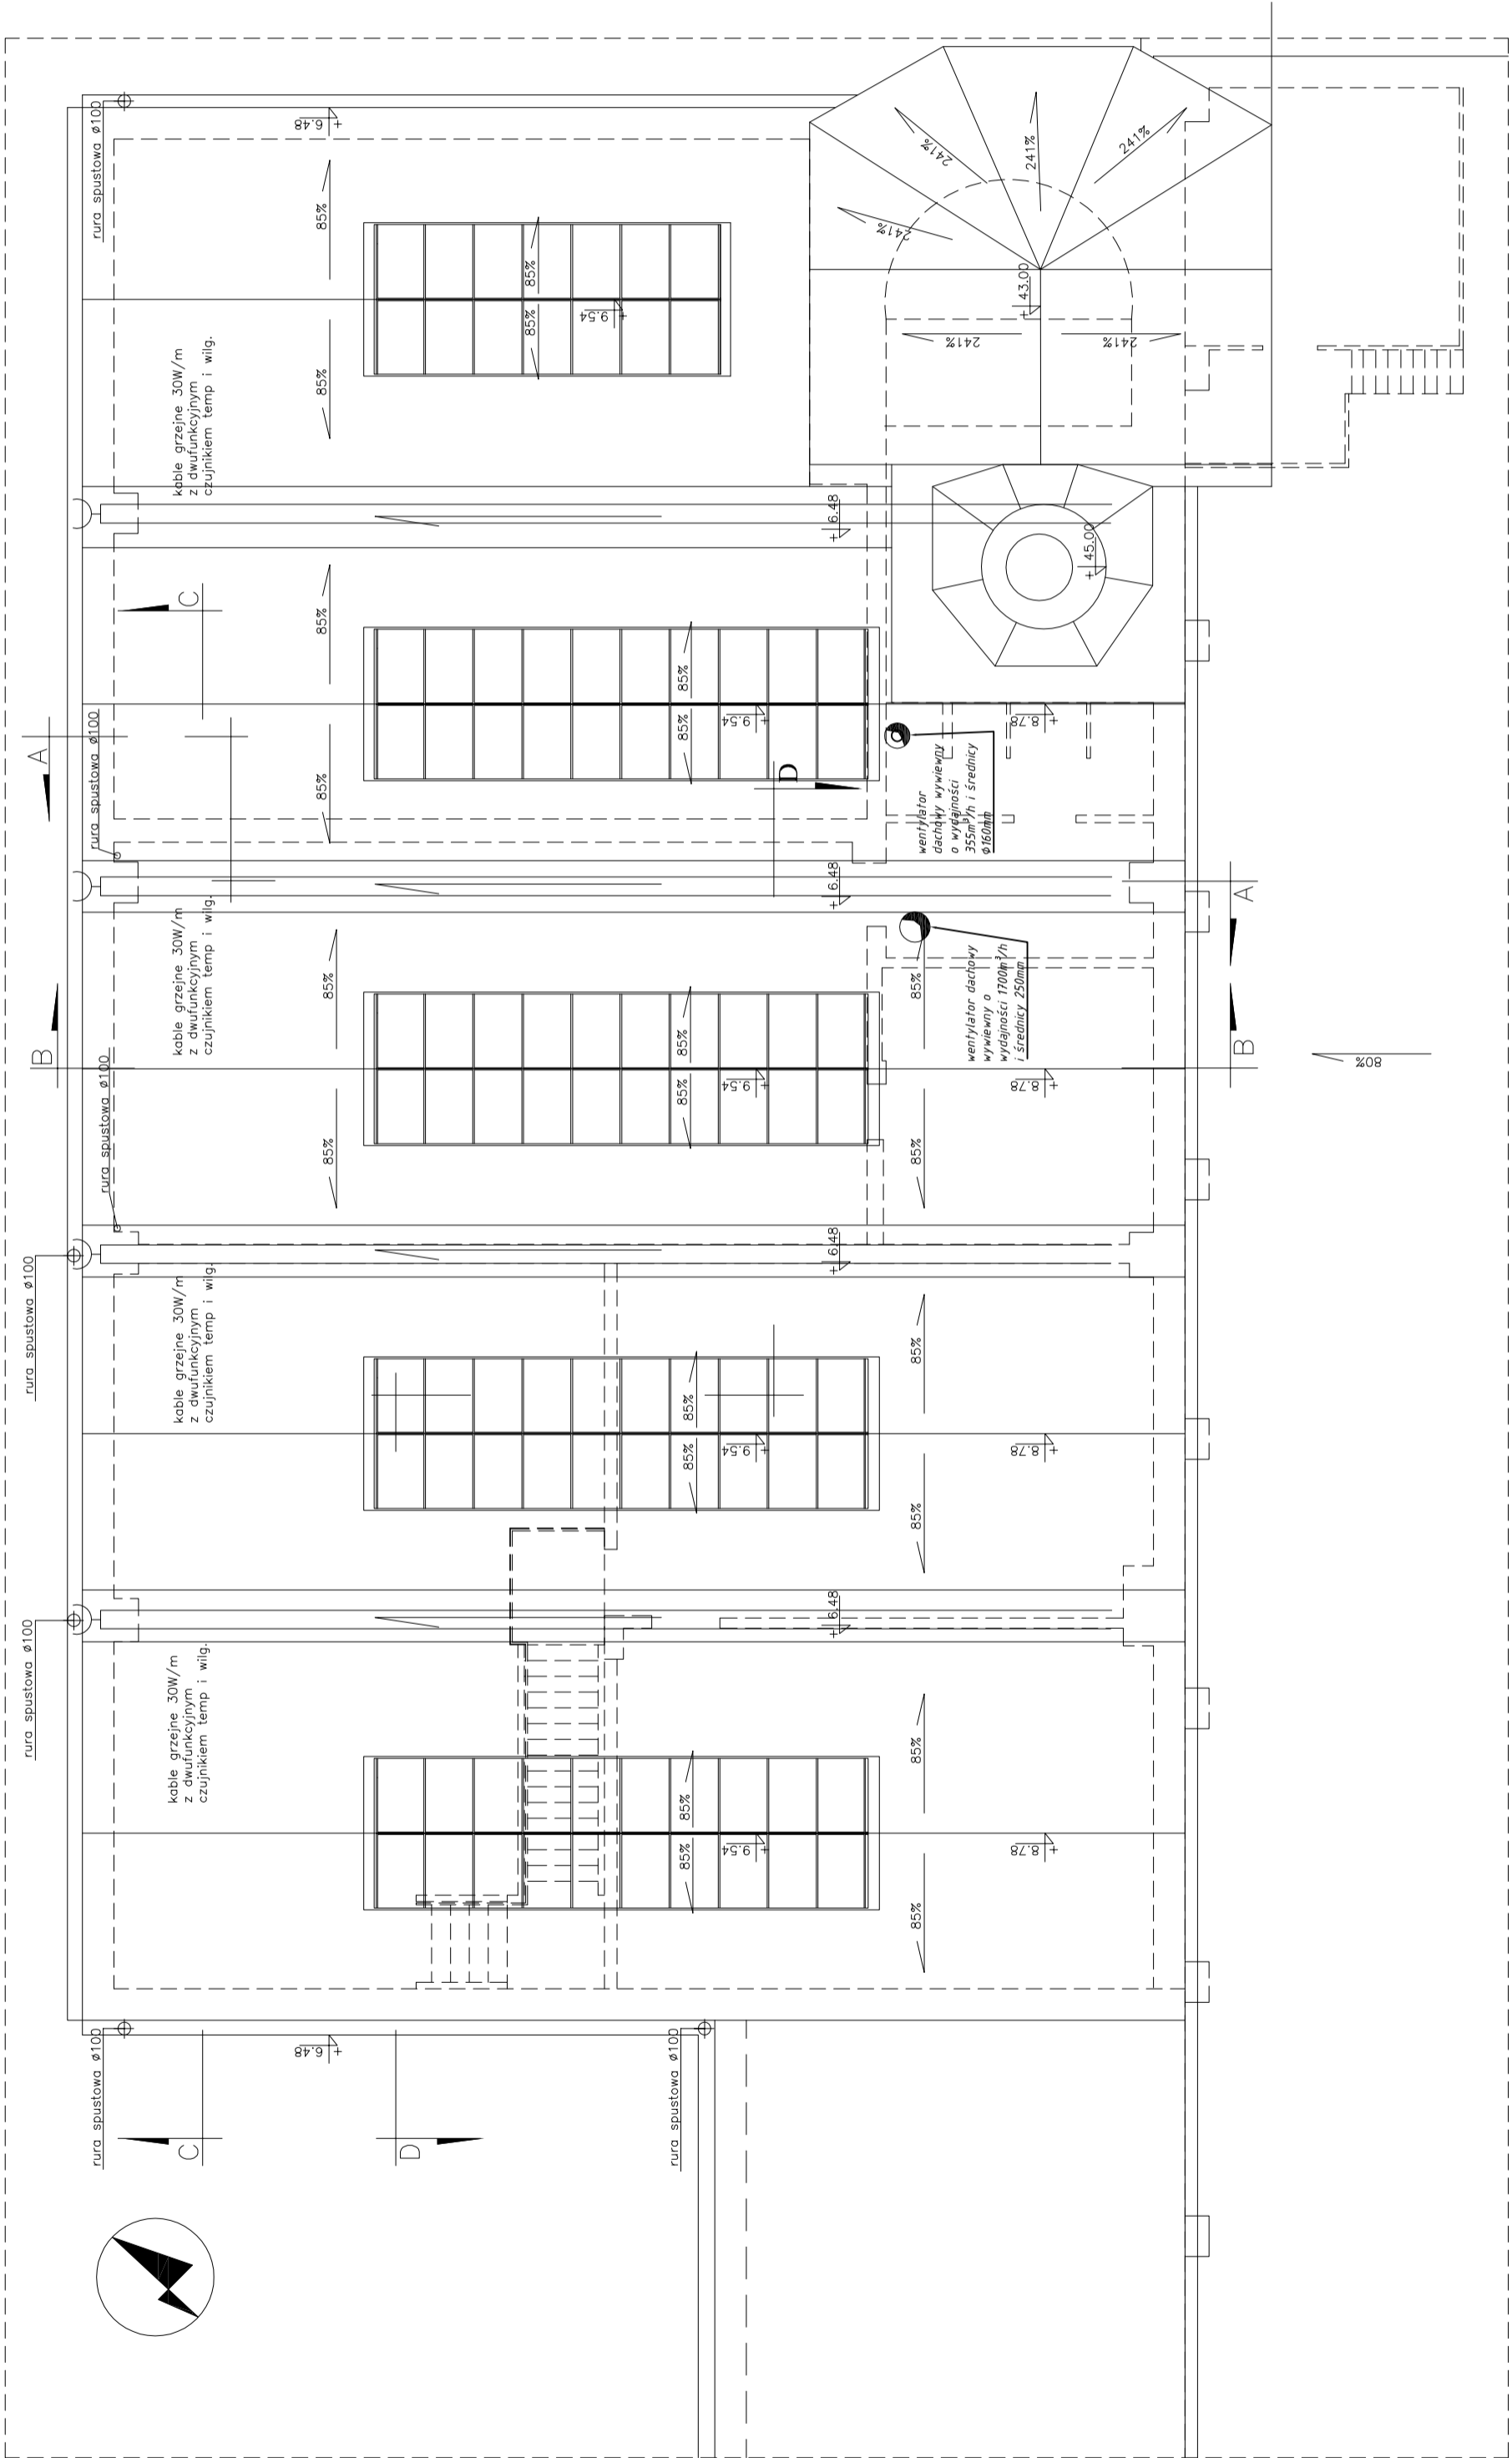 rura spustowa ø100
+ 6.48
85%
85%
85%
85%
+ 9.54
kable grzejne 30W/m
z dwufunkcyjnym
czujnikiem temp i wilg.
241%
241%
241%
241%
+ 43.00
241%
241%
+ 6.48
+ 45.00
C
85%
85%
85%
85%
+ 9.54
+ 8.78
A
rura spustowa ø100
D
wentylator
dachowy wywiewny
o wydajności
355m³/h i średnicy
ϕ160mm
+ 6.48
A
kable grzejne 30W/m
z dwufunkcyjnym
czujnikiem temp i wilg.
85%
85%
85%
85%
wentylator dachowy
wywiewny o
wydajności 1700m³/h
i średnicy 250mm
B
+ 9.54
+ 8.78
B
80%
rura spustowa ø100
85%
85%
+ 6.48
rura spustowa ø100
kable grzejne 30W/m
z dwufunkcyjnym
czujnikiem temp i wilg.
85%
85%
85%
+ 9.54
+ 8.78
85%
+ 6.48
rura spustowa ø100
kable grzejne 30W/m
z dwufunkcyjnym
czujnikiem temp i wilg.
85%
85%
85%
+ 9.54
+ 8.78
85%
rura spustowa ø100
+ 6.48
rura spustowa ø100
C
D